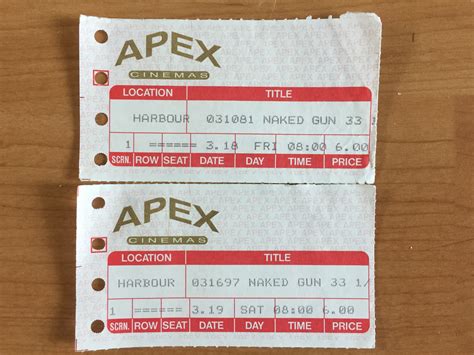 APEX
CINEMAS
LOCATION TITLE
HARBOUR 031081 NAKED GUN 33 1
1 ====== 3.18 FRI 08:00 6.00
SCRN. ROW SEAT DATE DAY TIME PRICE
APEX
CINEMAS
LOCATION TITLE
HARBOUR 031697 NAKED GUN 33 1/
1 ====== 3.19 SAT 08:00 6.00
SCRN. ROW SEAT DATE DAY TIME PRICE